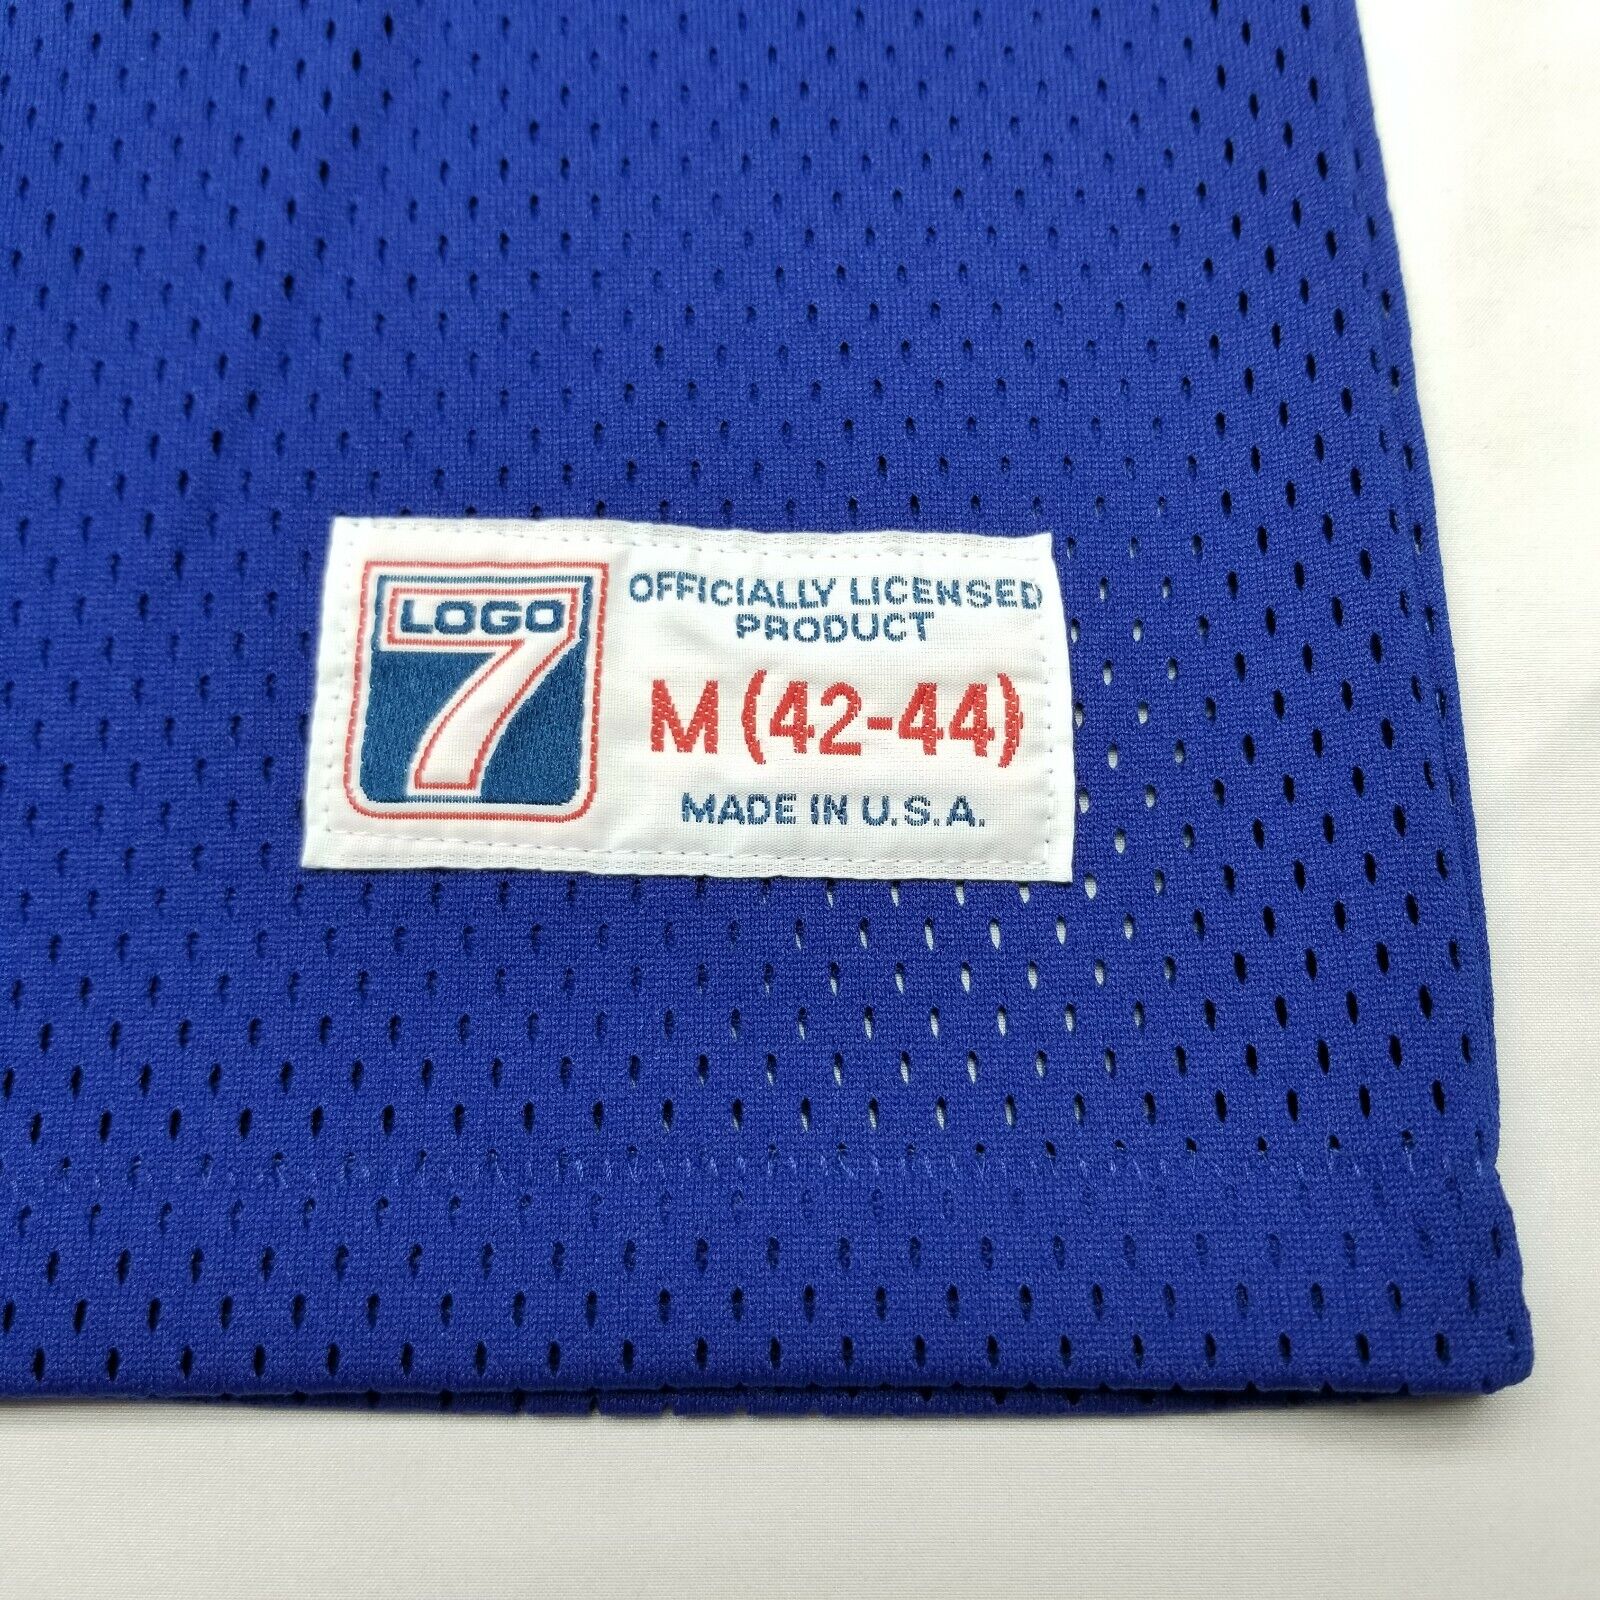 LOGO
7
OFFICIALLY LICENSED
PRODUCT
M (42-44)
MADE IN U.S.A.